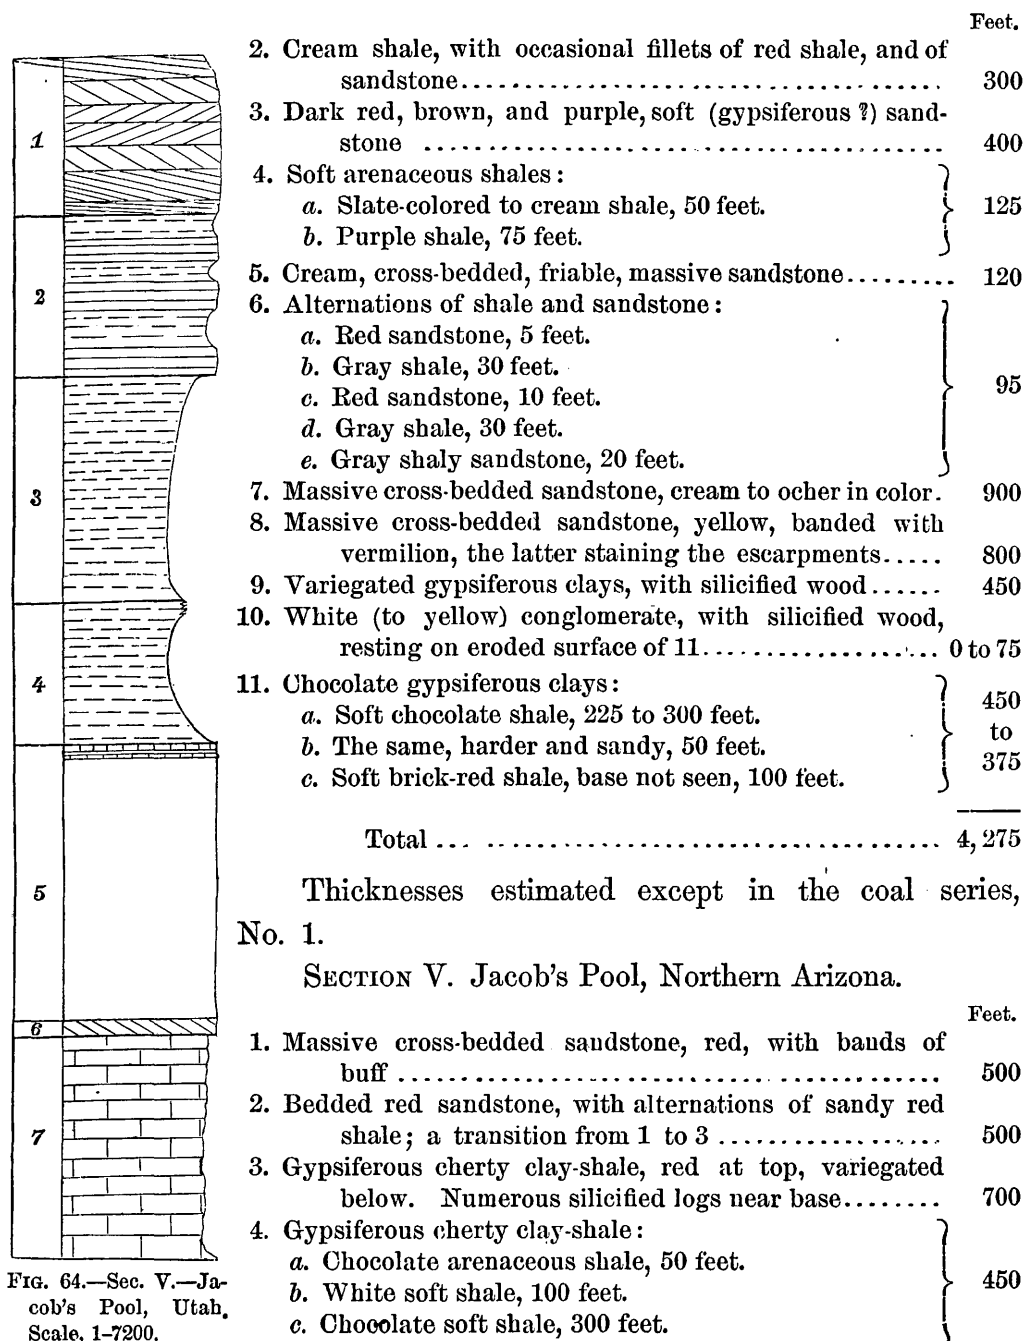 Feet.
2. Cream shale, with occasional fillets of red shale, and of
sandstone........................................ 300
3. Dark red, brown, and purple, soft (gypsiferous ?) sand-
stone ........................................... 400
4. Soft arenaceous shales:
a. Slate-colored to cream shale, 50 feet.
125
b. Purple shale, 75 feet.
5. Cream, cross-bedded, friable, massive sandstone......... 120
6. Alternations of shale and sandstone:
a. Red sandstone, 5 feet.
b. Gray shale, 30 feet.
95
c. Red sandstone, 10 feet.
d. Gray shale, 30 feet.
e. Gray shaly sandstone, 20 feet.
7. Massive cross-bedded sandstone, cream to ocher in color. 900
8. Massive cross-bedded sandstone, yellow, banded with
vermilion, the latter staining the escarpments..... 800
9. Variegated gypsiferous clays, with silicified wood...... 450
10. White (to yellow) conglomerate, with silicified wood,
resting on eroded surface of 11.................... 0 to 75
11. Chocolate gypsiferous clays:
450
a. Soft chocolate shale, 225 to 300 feet.
to
b. The same, harder and sandy, 50 feet.
375
c. Soft brick-red shale, base not seen, 100 feet.
Total ... ................................... 4,275
Thicknesses estimated except in the coal series,
No. 1.
SECTION V. Jacob's Pool, Northern Arizona.
Feet.
1. Massive cross-bedded sandstone, red, with bands of
buff ............................................ 500
2. Bedded red sandstone, with alternations of sandy red
shale; a transition from 1 to 3 .................. 500
3. Gypsiferous cherty clay-shale, red at top, variegated
below. Numerous silicified logs near base........ 700
4. Gypsiferous cherty clay-shale:
a. Chocolate arenaceous shale, 50 feet.
450
b. White soft shale, 100 feet.
c. Chocolate soft shale, 300 feet.
1
2
3
4
5
6
7
FIG. 64.—Sec. V.—Ja-
cob's Pool, Utah.
Scale, 1-7200.